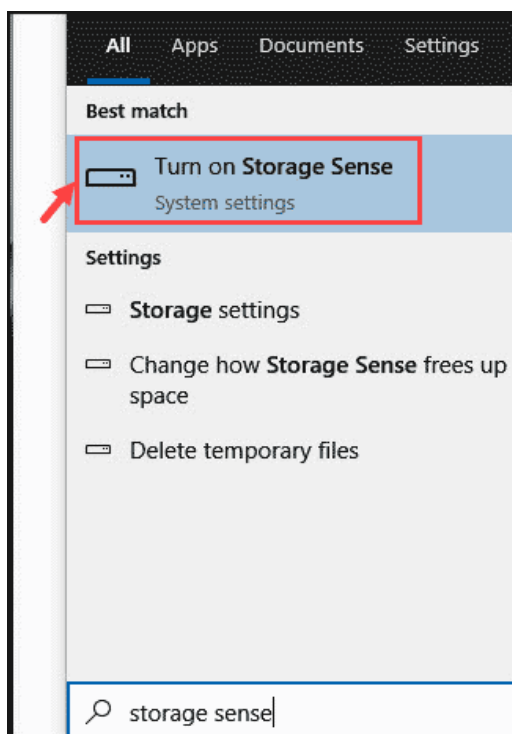 All Apps Documents Settings
Best match
Turn on Storage Sense
System settings
Settings
Storage settings
Change how Storage Sense frees up
space
Delete temporary files
storage sense